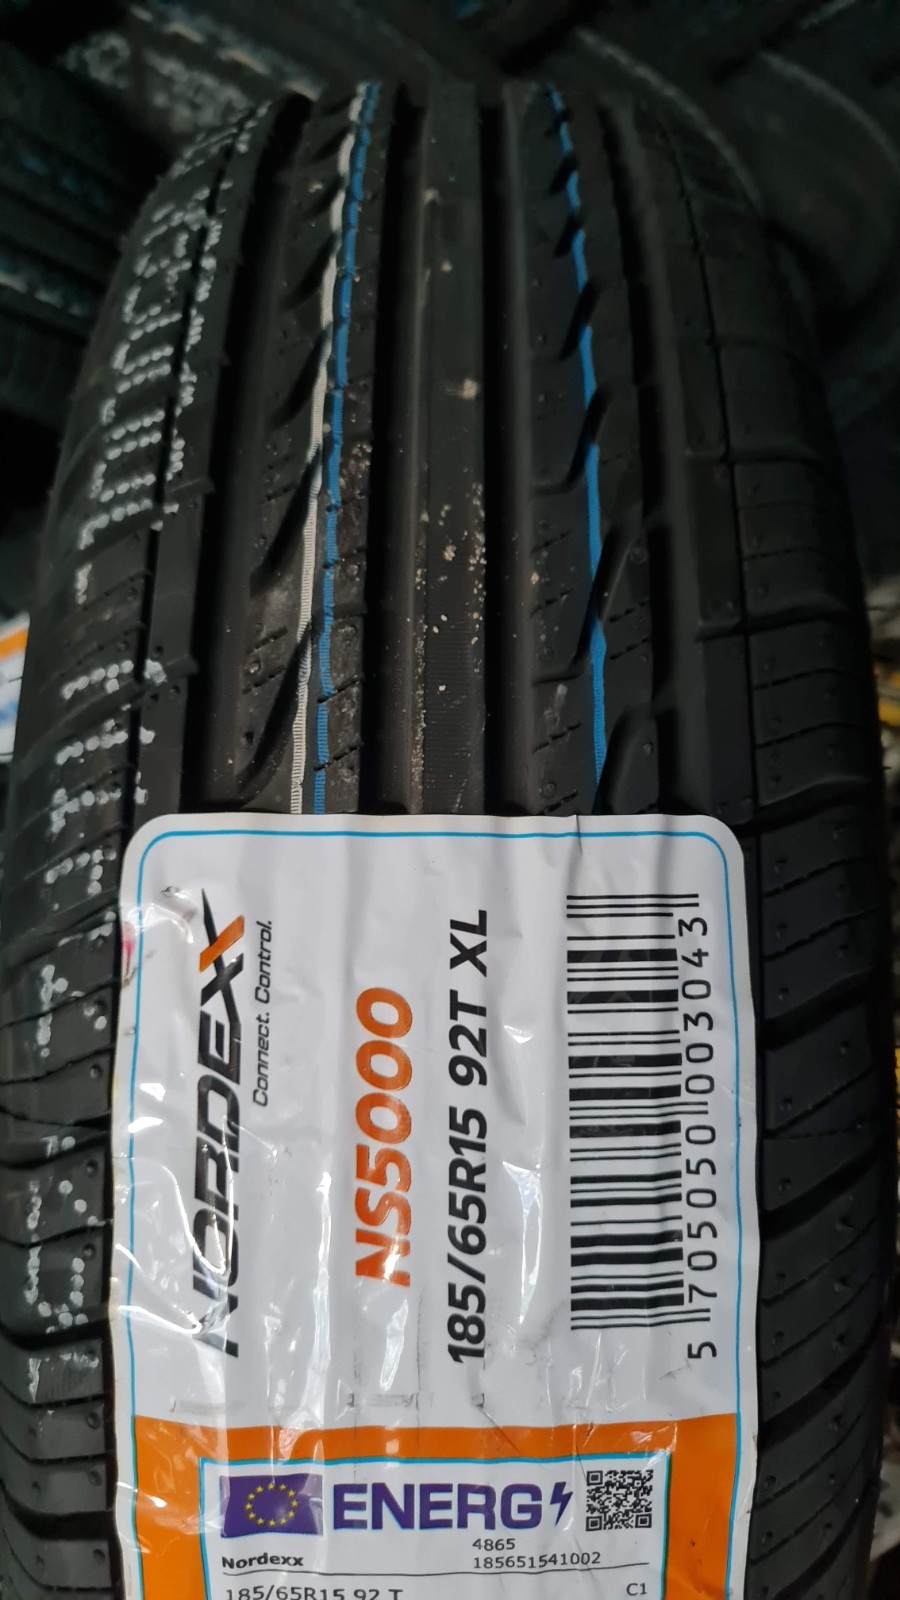 NORDEXX
Connect. Control.
NS5000
185/65R15 92T XL
5 705050 003043
ENERG
Nordexx
4865
185651541002
185/65R15 92 T
C1